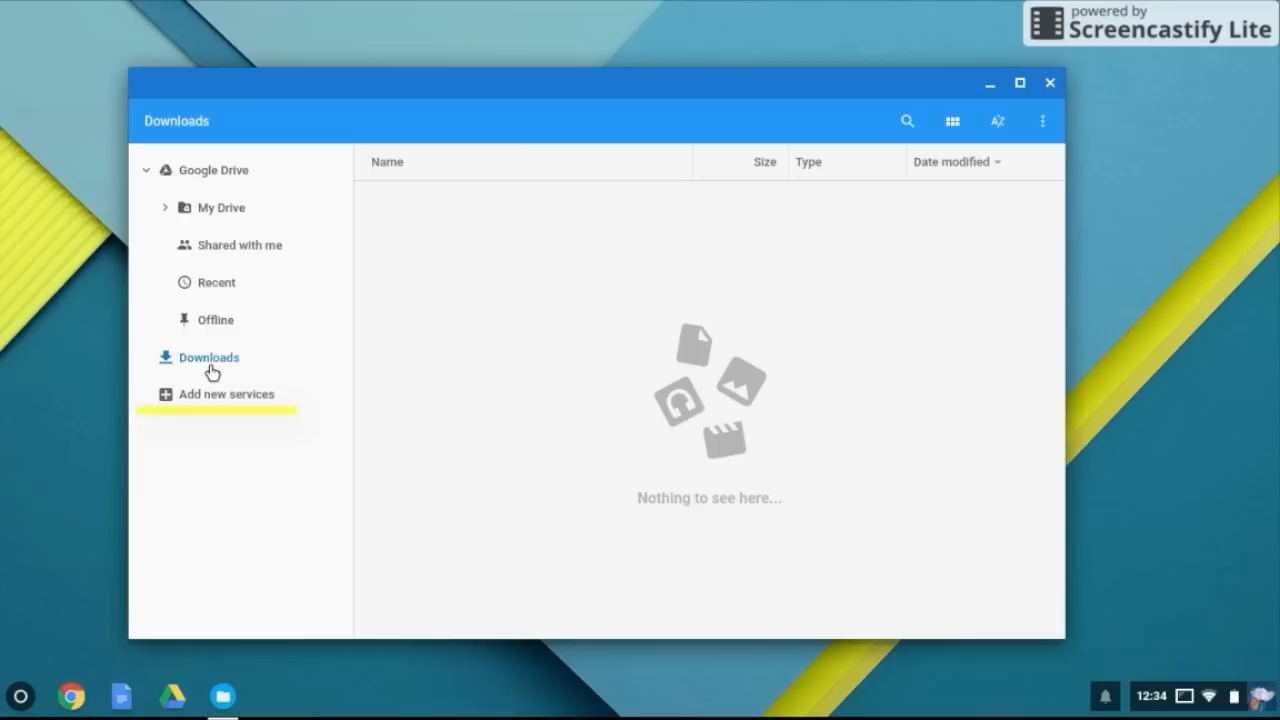 powered by
Screencastify Lite
Downloads
AZ
Google Drive
My Drive
Shared with me
Recent
Offline
Downloads
Add new services
Name Size Type Date modified
Nothing to see here...
12:34